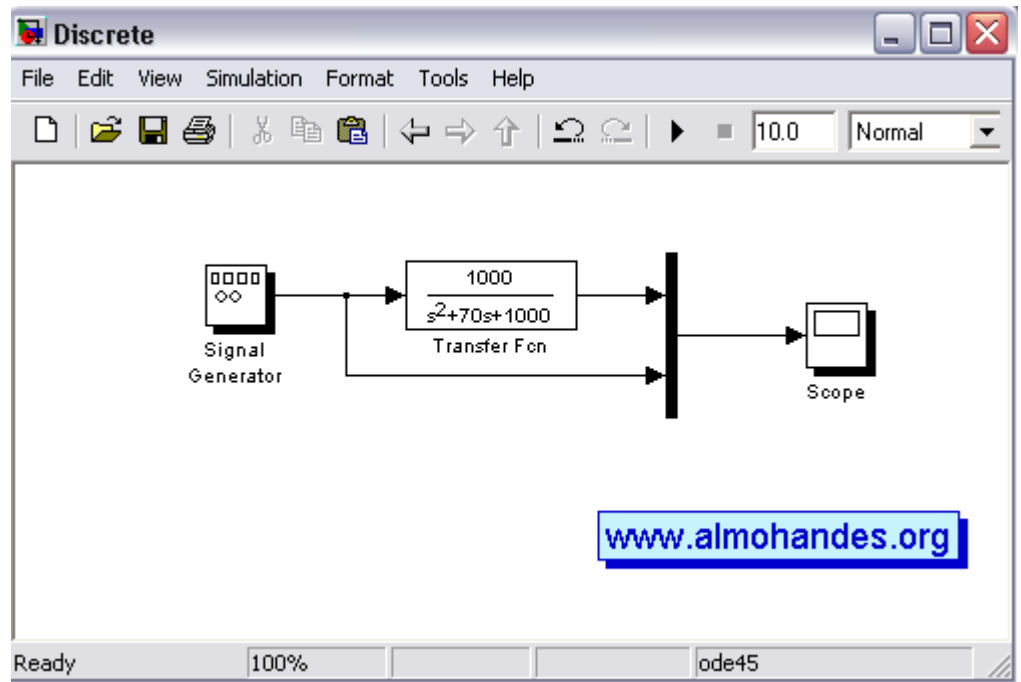 Discrete
File Edit View Simulation Format Tools Help
10.0 Normal
1000
s²+70s+1000
Transfer Fcn
Signal
Generator
Scope
www.almohandes.org
Ready 100% ode45